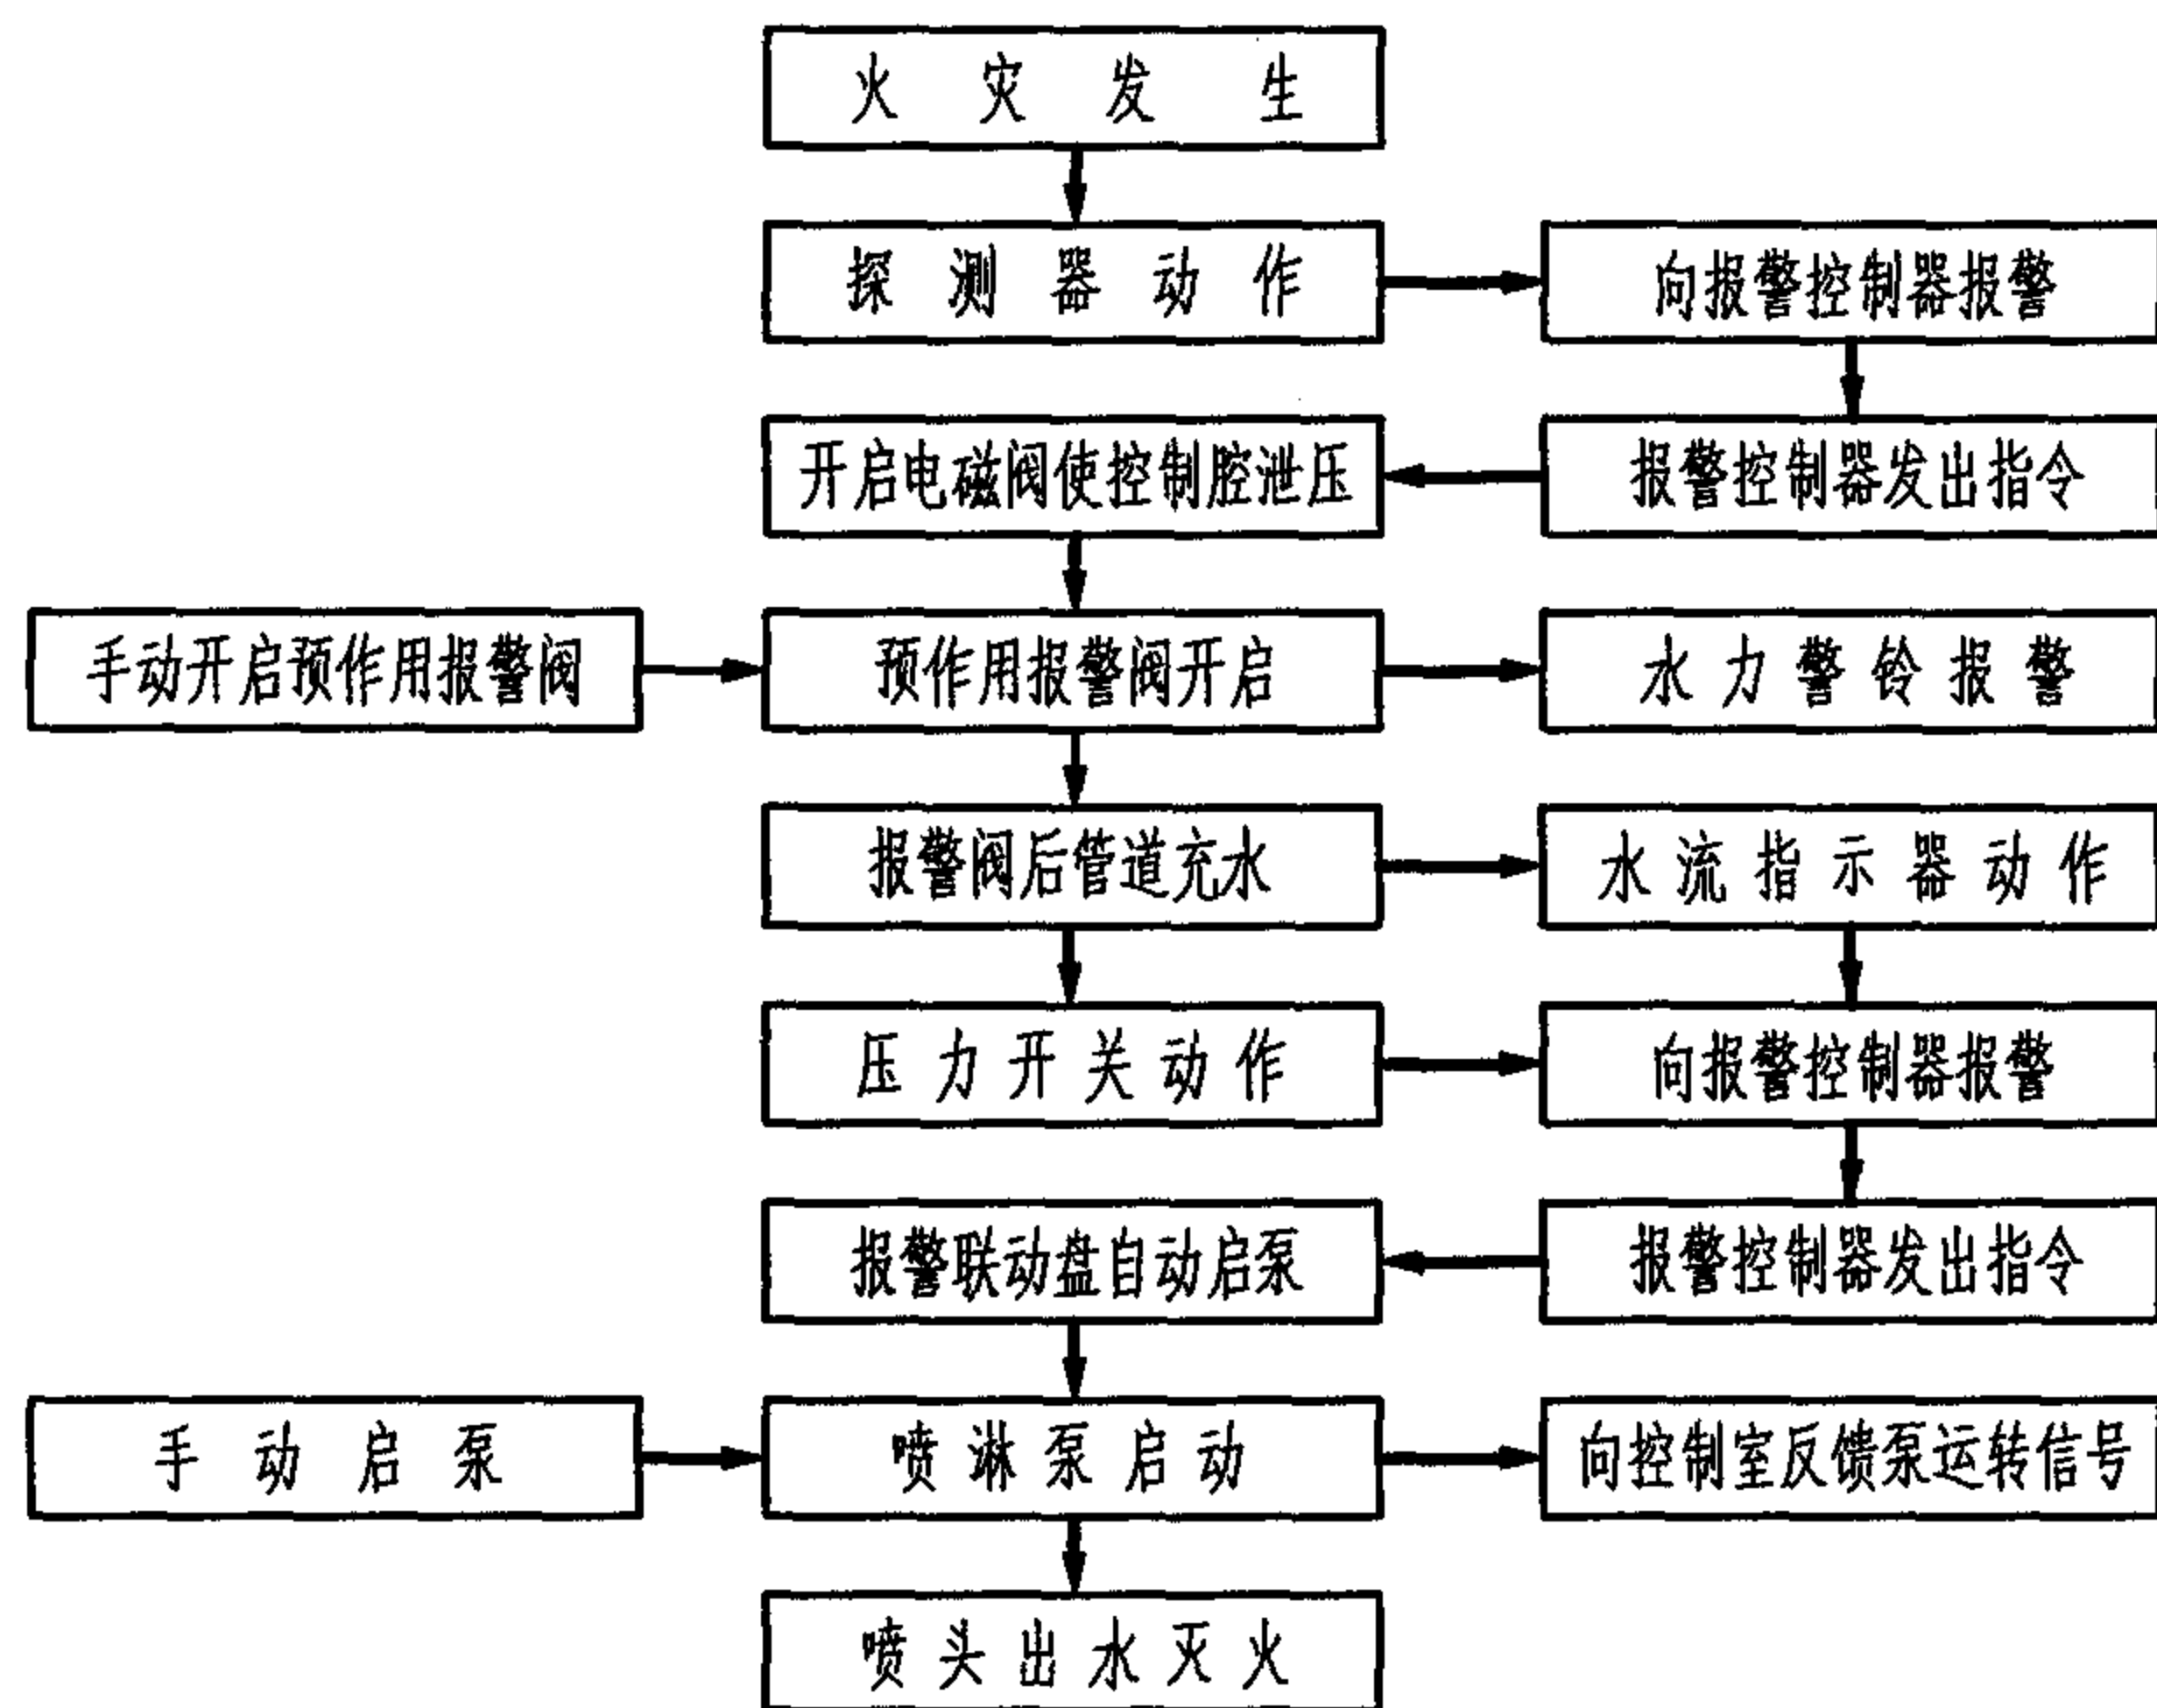 火灾发生
探测器动作
向报警控制器报警
开启电磁阀使控制腔泄压
报警控制器发出指令
手动开启预作用报警阀
预作用报警阀开启
水力警铃报警
报警阀后管道充水
水流指示器动作
压力开关动作
向报警控制器报警
报警联动盘自动启泵
报警控制器发出指令
手动启泵
喷淋泵启动
向控制室反馈泵运转信号
喷头出水灭火